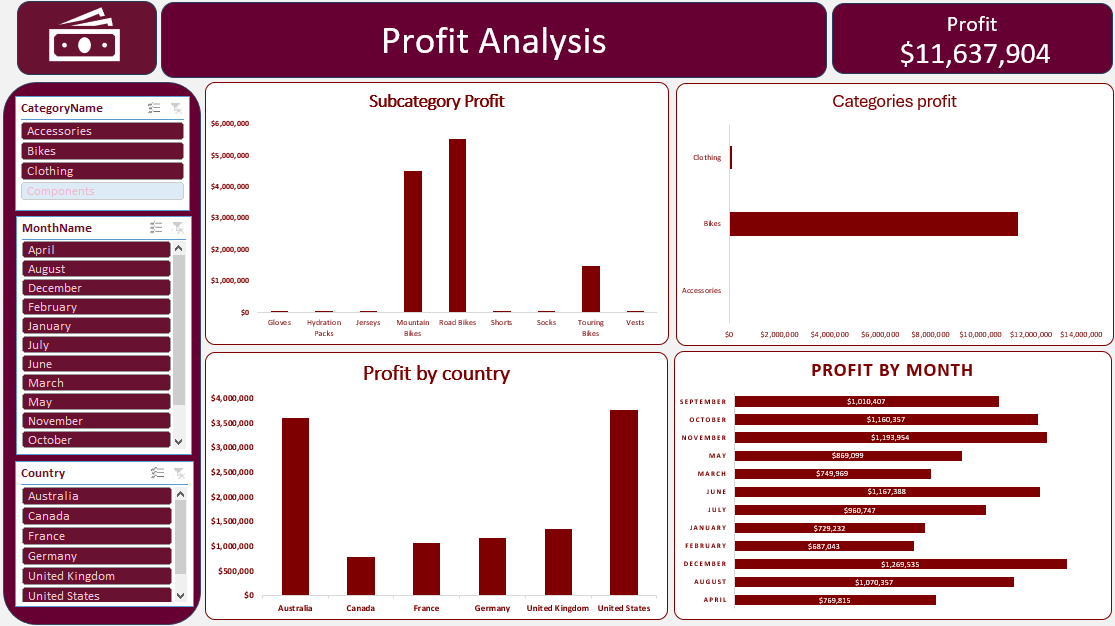 Profit Analysis
Profit
$11,637,904
CategoryName
Accessories
Bikes
Clothing
Components
MonthName
April
August
December
February
January
July
June
March
May
November
October
Country
Australia
Canada
France
Germany
United Kingdom
United States
Subcategory Profit
$6,000,000
$5,000,000
$4,000,000
$3,000,000
$2,000,000
$1,000,000
$0
Gloves
Hydration
Packs
Jerseys
Mountain
Bikes
Road Bikes
Shorts
Socks
Touring
Bikes
Vests
Categories profit
Clothing
Bikes
Accessories
$0 $2,000,000 $4,000,000 $6,000,000 $8,000,000 $10,000,000 $12,000,000 $14,000,000
Profit by country
$4,000,000
$3,500,000
$3,000,000
$2,500,000
$2,000,000
$1,500,000
$1,000,000
$500,000
$0
Australia Canada France Germany United Kingdom United States
PROFIT BY MONTH
SEPTEMBER $1,010,407
OCTOBER $1,160,357
NOVEMBER $1,193,954
MAY $869,099
MARCH $749,969
JUNE $1,167,388
JULY $960,747
JANUARY $729,232
FEBRUARY $687,043
DECEMBER $1,269,535
AUGUST $1,070,357
APRIL $769,815